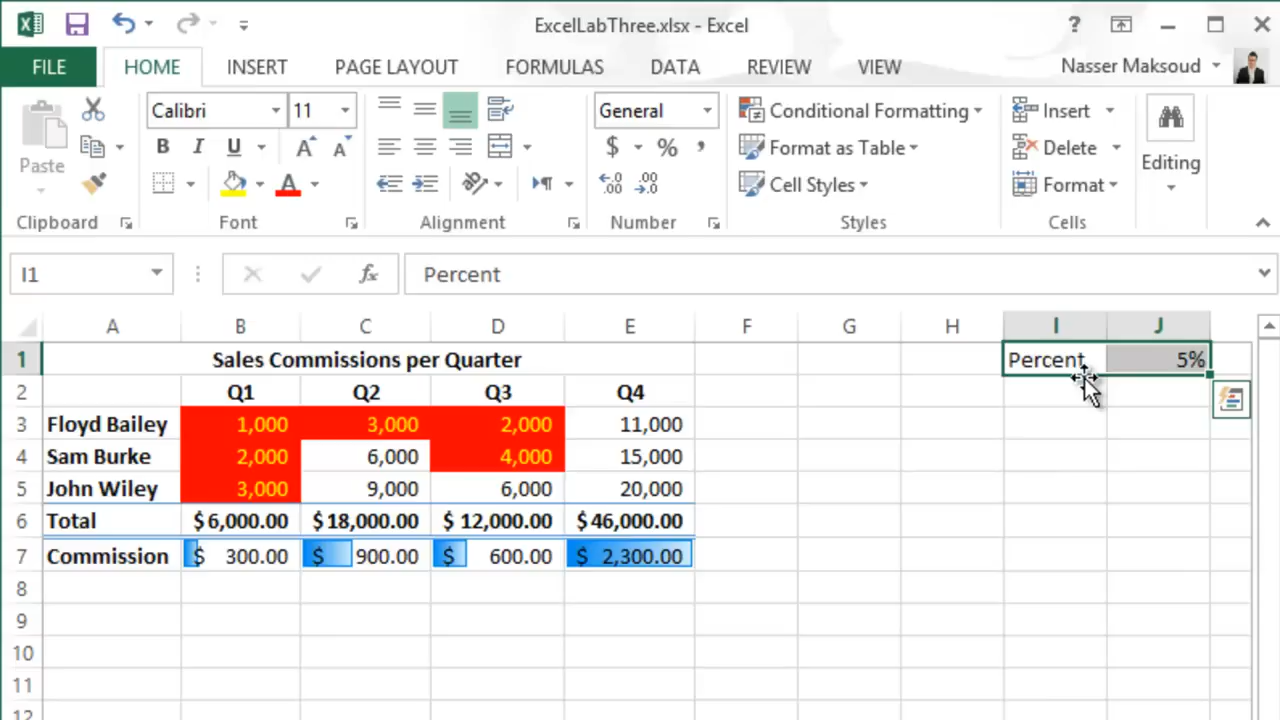 ExcelLabThree.xlsx - Excel
?
FILE HOME INSERT PAGE LAYOUT FORMULAS DATA REVIEW VIEW Nasser Maksoud
Calibri 11 General Conditional Formatting Insert
Paste B I U A A $ % , Format as Table Delete Editing
A Cell Styles Format
Clipboard Font Alignment Number Styles Cells
I1 fx Percent
A B C D E F G H I J
1 Sales Commissions per Quarter Percent 5%
2 Q1 Q2 Q3 Q4
3 Floyd Bailey 1,000 3,000 2,000 11,000
4 Sam Burke 2,000 6,000 4,000 15,000
5 John Wiley 3,000 9,000 6,000 20,000
6 Total $6,000.00 $18,000.00 $ 12,000.00 $46,000.00
7 Commission $ 300.00 $ 900.00 $ 600.00 $ 2,300.00
8
9
10
11
12